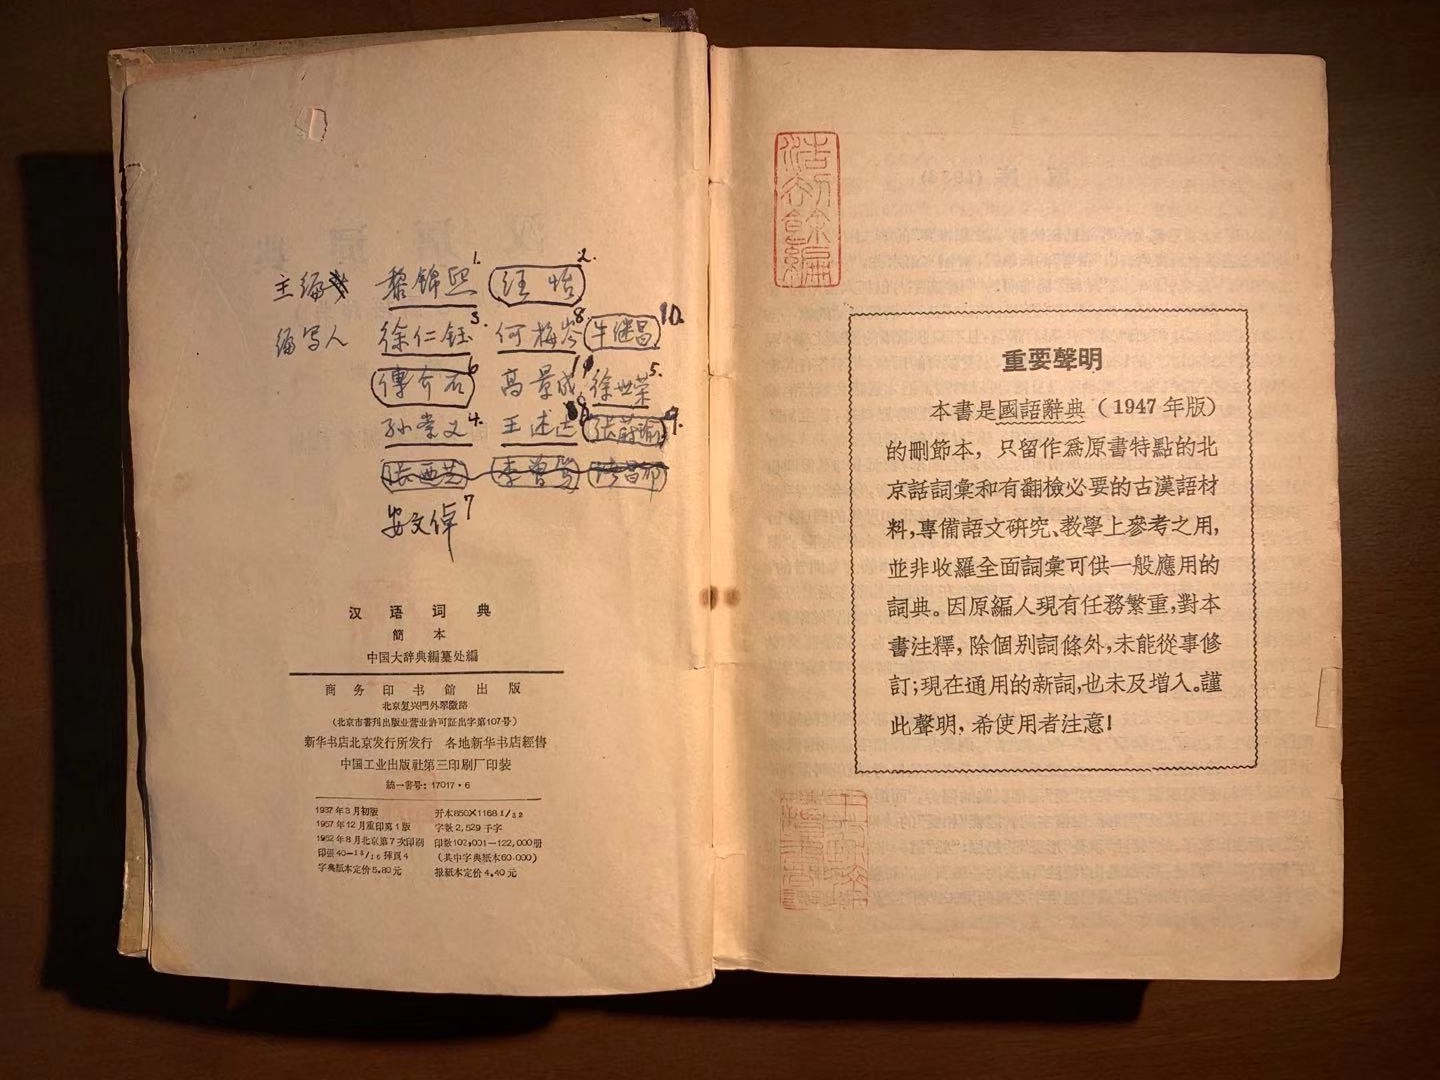 主编 黎锦熙 1. 汪怡 2.
编写人 徐仁钰 3. 何梅岑 8. 牛继昌 10.
傅介石 6 高景成 11 徐世荣 5.
孙崇义 4. 王述达 张蔚瑜 9.
李曾笃
安文倬 7
汉语词典
簡本
中国大辞典編纂处編
商务印书館出版
北京复兴門外翠微路
(北京市書刊出版业营业許可証出字第107号)
新华书店北京发行所发行 各地新华书店經售
中国工业出版社第三印刷厂印装
統一書号: 17017·6
1937年3月初版 开本850×1168 1/32
1957年12月重印第1版 字数2,529千字
1962年8月北京第7次印刷 印数102,001—122,000册
印張40-13/16 插頁4 (其中字典紙本60,000)
字典紙本定价5.80元 报紙本定价4.40元
重要聲明
本書是國語辭典(1947年版)
的刪節本，只留作爲原書特點的北
京話詞彙和有翻檢必要的古漢語材
料，專備語文研究、教學上參考之用，
並非收羅全面詞彙可供一般應用的
詞典。因原編人現有任務繁重，對本
書注釋，除個别詞條外，未能從事修
訂；現在通用的新詞，也未及增入。謹
此聲明，希使用者注意！